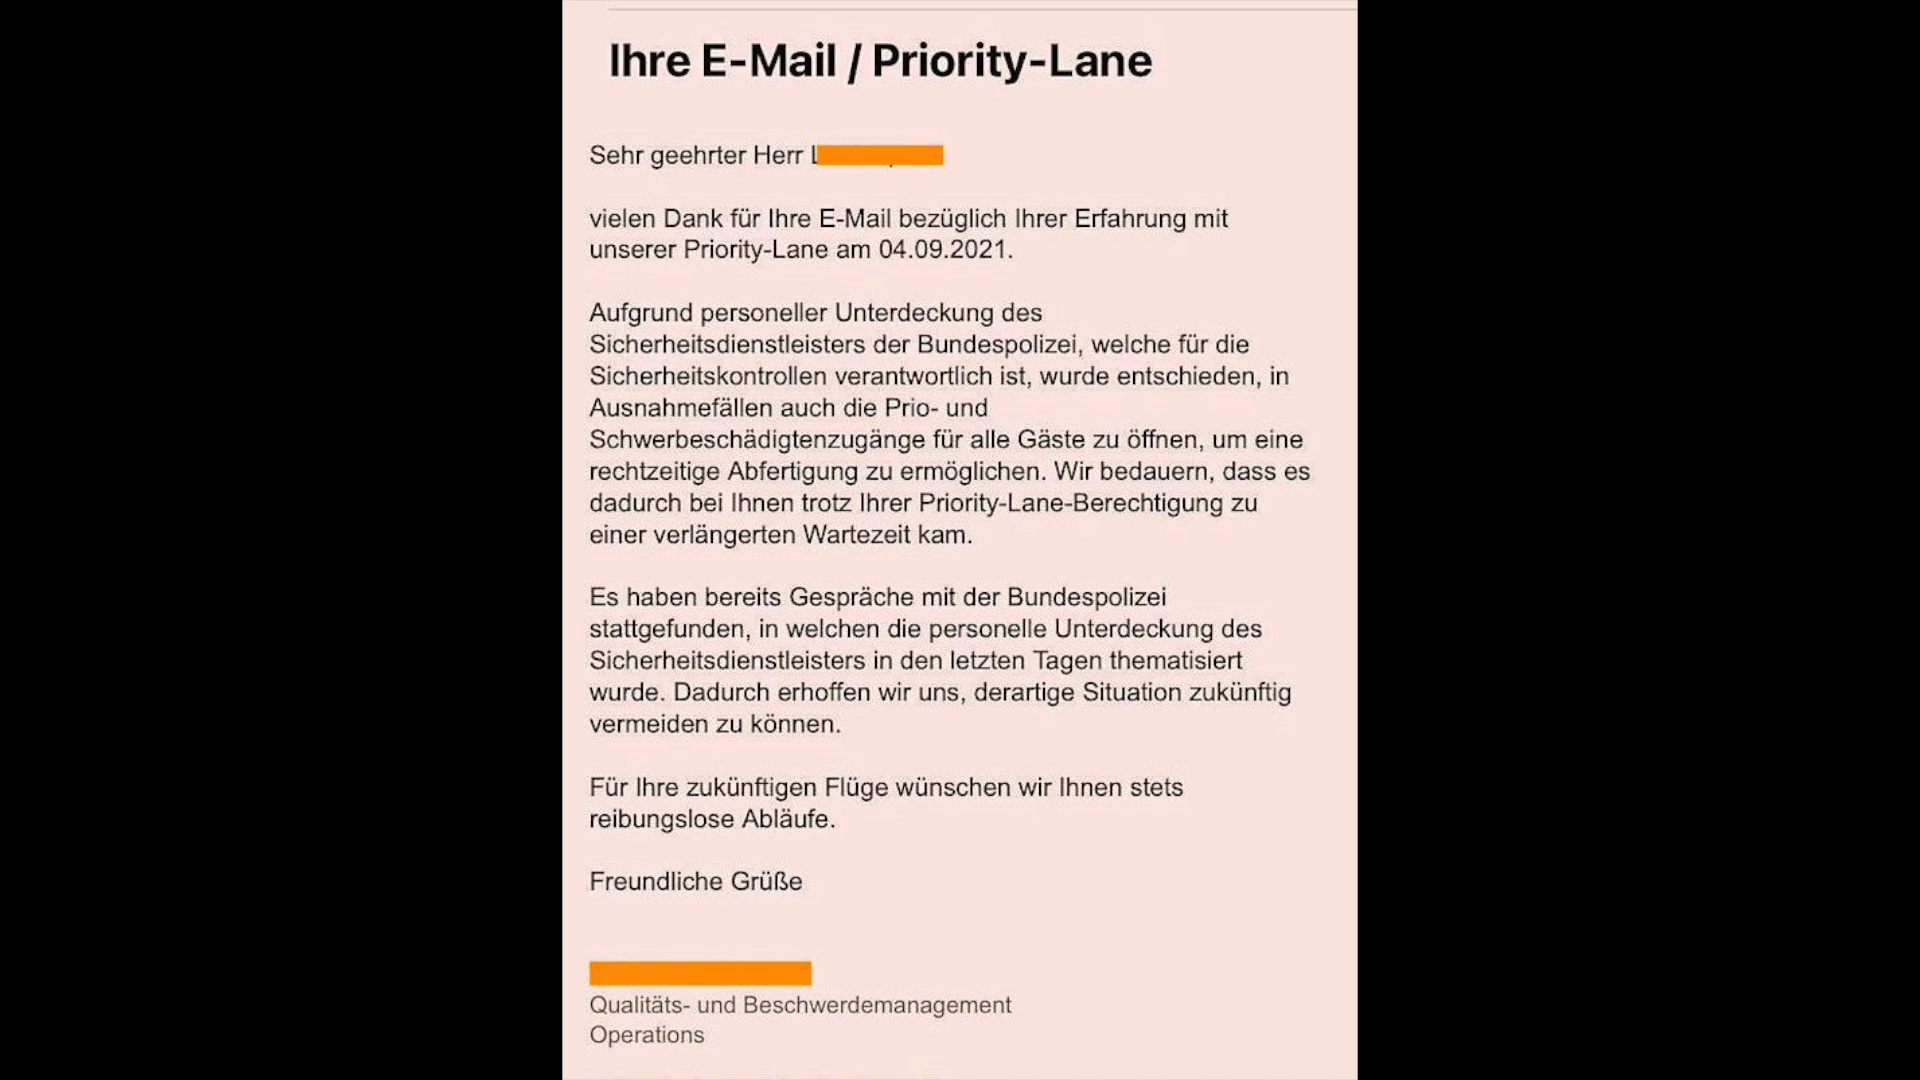 Ihre E-Mail / Priority-Lane
Sehr geehrter Herr
vielen Dank für Ihre E-Mail bezüglich Ihrer Erfahrung mit
unserer Priority-Lane am 04.09.2021.
Aufgrund personeller Unterdeckung des
Sicherheitsdienstleisters der Bundespolizei, welche für die
Sicherheitskontrollen verantwortlich ist, wurde entschieden, in
Ausnahmefällen auch die Prio- und
Schwerbeschädigtenzugänge für alle Gäste zu öffnen, um eine
rechtzeitige Abfertigung zu ermöglichen. Wir bedauern, dass es
dadurch bei Ihnen trotz Ihrer Priority-Lane-Berechtigung zu
einer verlängerten Wartezeit kam.
Es haben bereits Gespräche mit der Bundespolizei
stattgefunden, in welchen die personelle Unterdeckung des
Sicherheitsdienstleisters in den letzten Tagen thematisiert
wurde. Dadurch erhoffen wir uns, derartige Situation zukünftig
vermeiden zu können.
Für Ihre zukünftigen Flüge wünschen wir Ihnen stets
reibungslose Abläufe.
Freundliche Grüße
Qualitäts- und Beschwerdemanagement
Operations